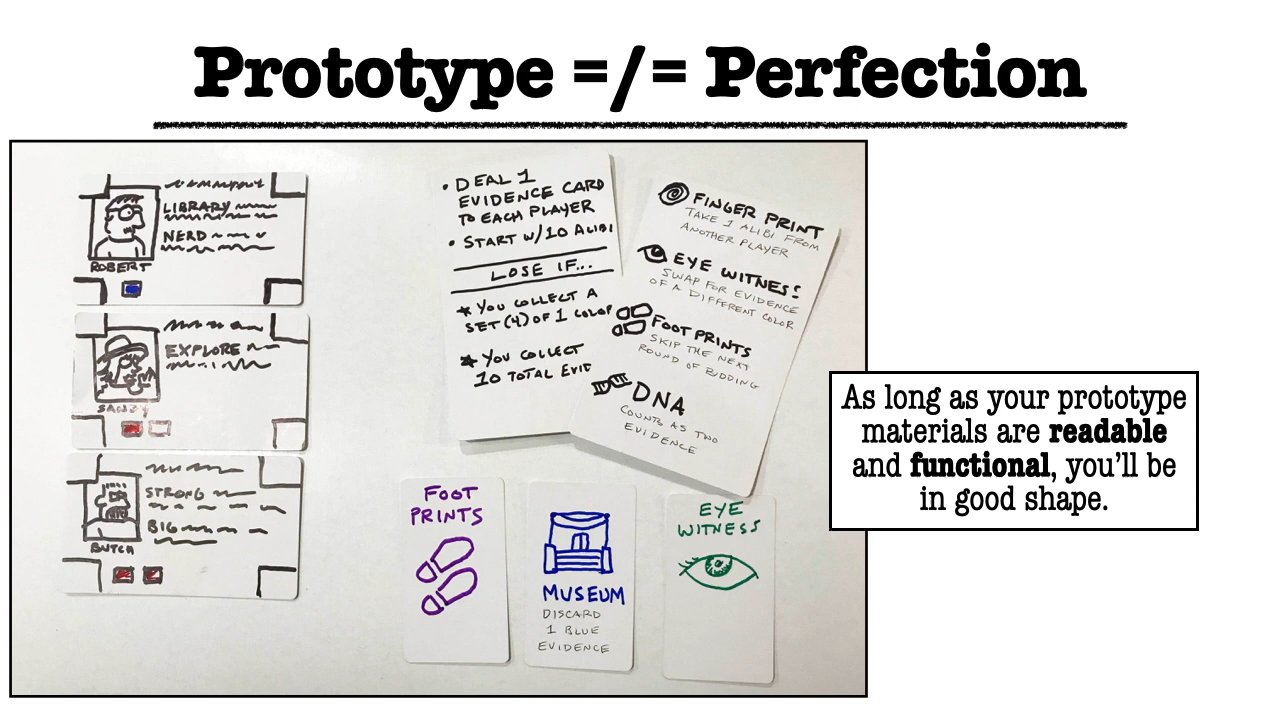 Prototype =/= Perfection
LIBRARY
NERD
ROBERT
EXPLORE
SANDY
STRONG
BIG
BUTCH
• DEAL 1
EVIDENCE CARD
TO EACH PLAYER
• START W/10 ALIBI
LOSE IF...
* YOU COLLECT A
SET (4) OF 1 COLOR
* YOU COLLECT
10 TOTAL EVID
FINGER PRINT
TAKE 1 ALIBI FROM
ANOTHER PLAYER
EYE WITNESS
SWAP FOR EVIDENCE
OF A DIFFERENT COLOR
FOOT PRINTS
SKIP THE NEXT
ROUND OF BIDDING
DNA
COUNTS AS TWO
EVIDENCE
FOOT
PRINTS
MUSEUM
DISCARD
1 BLUE
EVIDENCE
EYE
WITNESS
As long as your prototype
materials are readable
and functional, you'll be
in good shape.